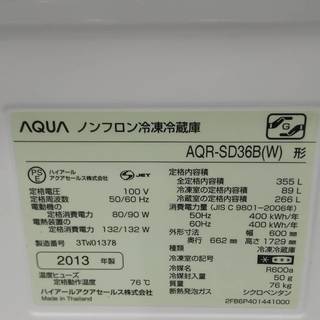 AQUA ノンフロン冷凍冷蔵庫
AQR-SD36B(W) 形
G
PS
E
ハイアール
アクアセールス株式会社
JET
定格電圧 100 V
定格周波数 50/60 Hz
電動機の
定格消費電力 80/90 W
電熱装置の
定格消費電力 132/132 W
製造番号 3TW01378
2013 年製
温度ヒューズ
定格動作温度 76 ℃
ハイアールアクアセールス株式会社
Made in Thailand
定格内容積
全定格内容積 355 L
冷凍室の定格内容積 89 L
冷蔵室の定格内容積 266 L
消費電力量(JIS C 9801-2006年)
50Hz 400 kWh/年
60Hz 400 kWh/年
外形寸法 幅 600 mm
奥行 662 mm 高さ 1729 mm
種類 冷凍冷蔵庫
冷凍室の記号
冷媒 R600a
冷媒封入量 50 g
質量 76 kg
断熱発泡ガス シクロペンタン
2FB6P401441000